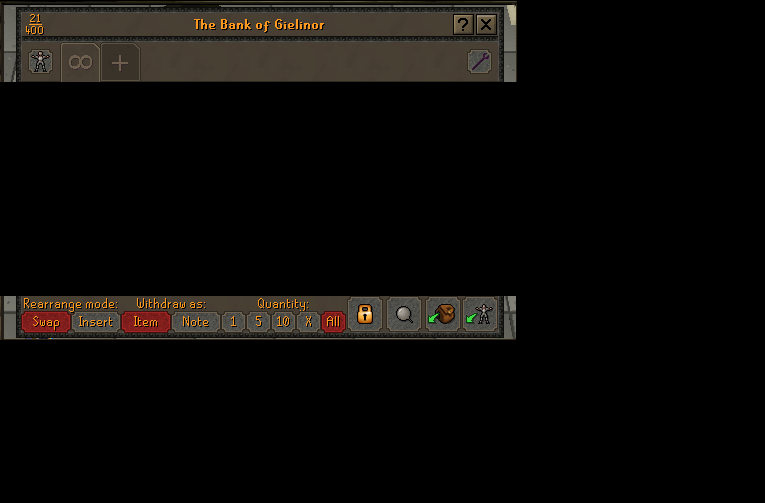 21
400
The Bank of Gielinor
?
Rearrange mode: Withdraw as: Quantity:
Swap Insert Item Note 1 5 10 X All